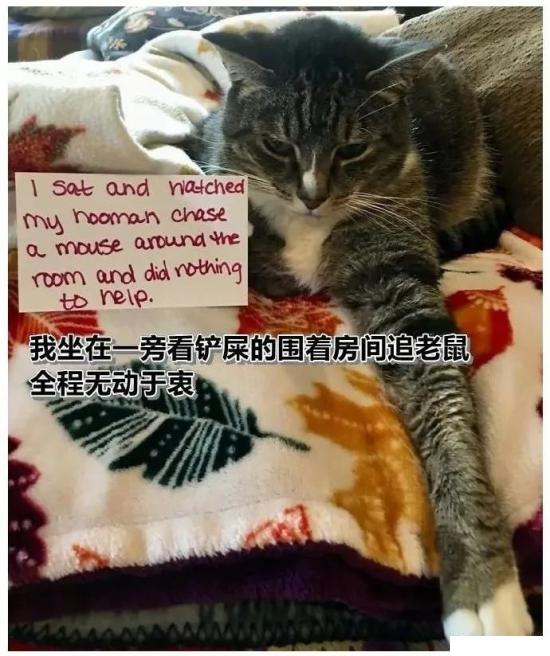 I sat and watched
my hooman chase
a mouse around the
room and did nothing
to help.
我坐在一旁看铲屎的围着房间追老鼠
全程无动于衷